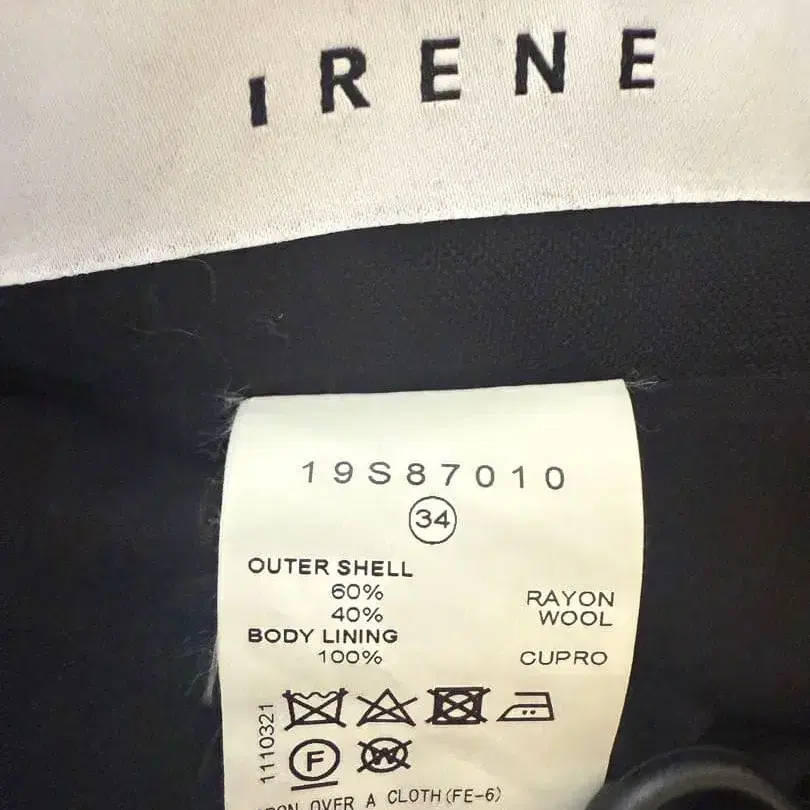 IRENE
19S87010
34
OUTER SHELL
60% RAYON
40% WOOL
BODY LINING
100% CUPRO
1110321
F W
OVER A CLOTH(FE-6)